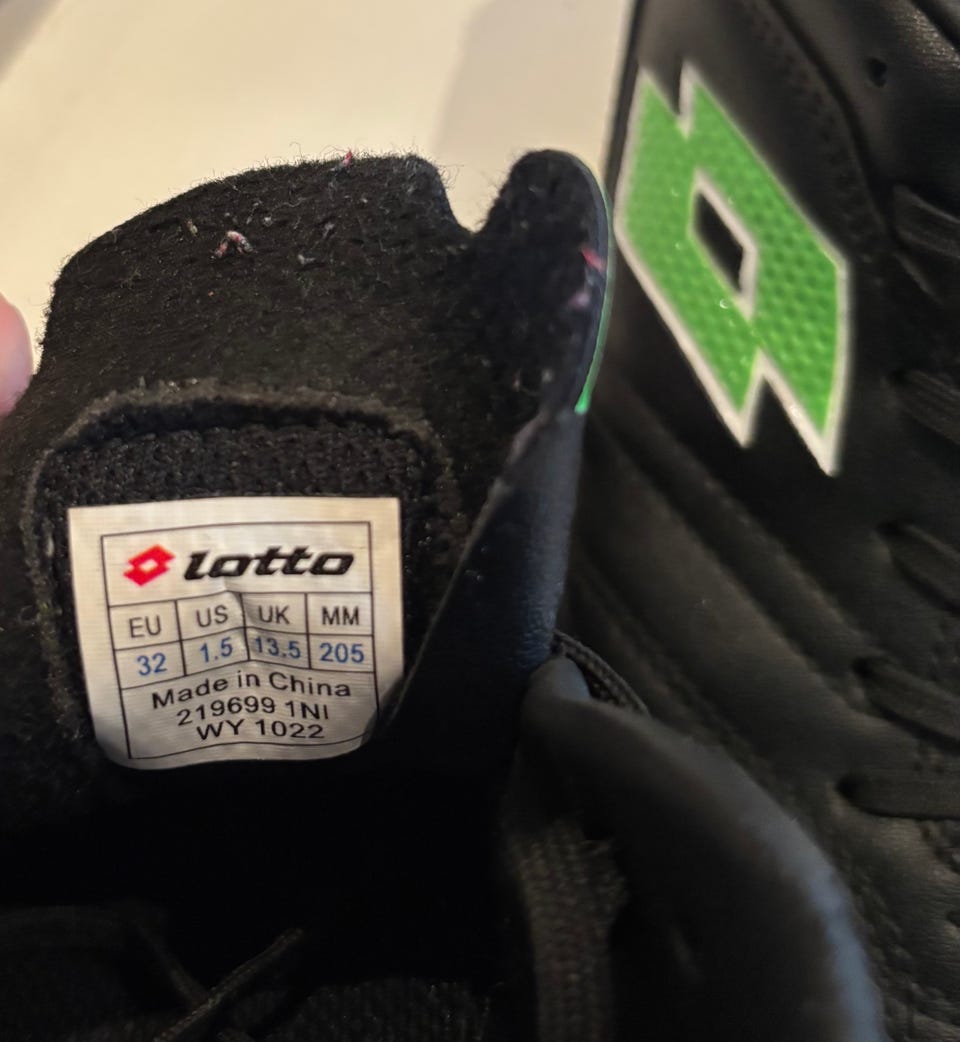 lotto
EU US UK MM
32 1.5 13.5 205
Made in China
219699 1NI
WY 1022